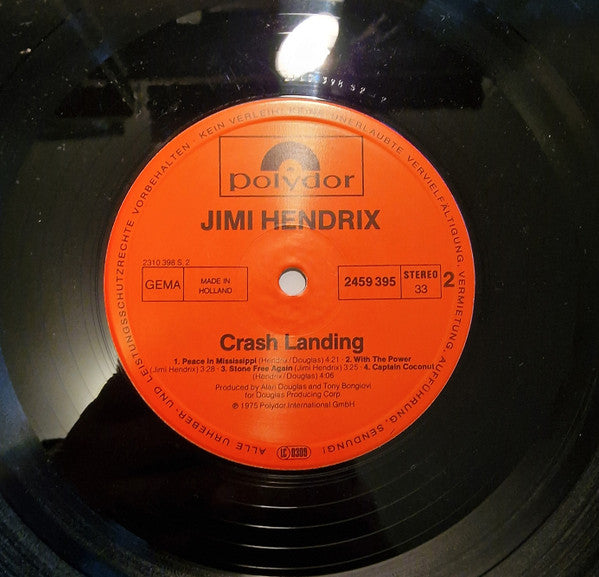 ALLE URHEBER- UND LEISTUNGSSCHUTZRECHTE VORBEHALTEN · KEIN VERLEIH! KEINE UNERLAUBTE VERVIELFÄLTIGUNG, VERMIETUNG, AUFFÜHRUNG, SENDUNG!
polydor
JIMI HENDRIX
2310 398 S 2
GEMA
MADE IN
HOLLAND
2459 395
STEREO
33
2
Crash Landing
1. Peace in Mississippi (Hendrix/Douglas) 4:21 · 2. With The Power
(Jimi Hendrix) 3:28 · 3. Stone Free Again (Jimi Hendrix) 3:25 · 4. Captain Coconut
(Hendrix/Douglas) 4:06
Produced by Alan Douglas and Tony Bongiovi
for Douglas Producing Corp.
℗ 1975 Polydor International GmbH
LC 0309